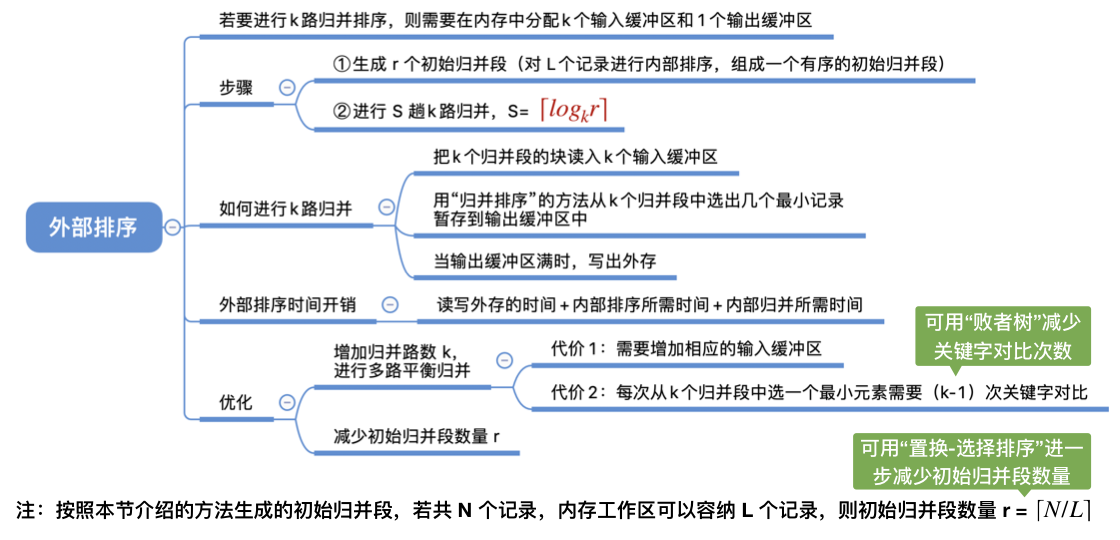 若要进行k路归并排序，则需要在内存中分配k个输入缓冲区和1个输出缓冲区
步骤
①生成 r 个初始归并段（对 L个记录进行内部排序，组成一个有序的初始归并段）
②进行 S 趟k路归并，S= ⌈logₖr⌉
外部排序
如何进行k路归并
把k个归并段的块读入k个输入缓冲区
用“归并排序”的方法从k个归并段中选出几个最小记录
暂存到输出缓冲区中
当输出缓冲区满时，写出外存
外部排序时间开销
读写外存的时间+内部排序所需时间+内部归并所需时间
优化
增加归并路数 k，
进行多路平衡归并
代价1：需要增加相应的输入缓冲区
代价2：每次从k个归并段中选一个最小元素需要（k-1）次关键字对比
可用“败者树”减少
关键字对比次数
减少初始归并段数量 r
可用“置换-选择排序”进一
步减少初始归并段数量
注：按照本节介绍的方法生成的初始归并段，若共 N 个记录，内存工作区可以容纳 L 个记录，则初始归并段数量 r = ⌈N/L⌉